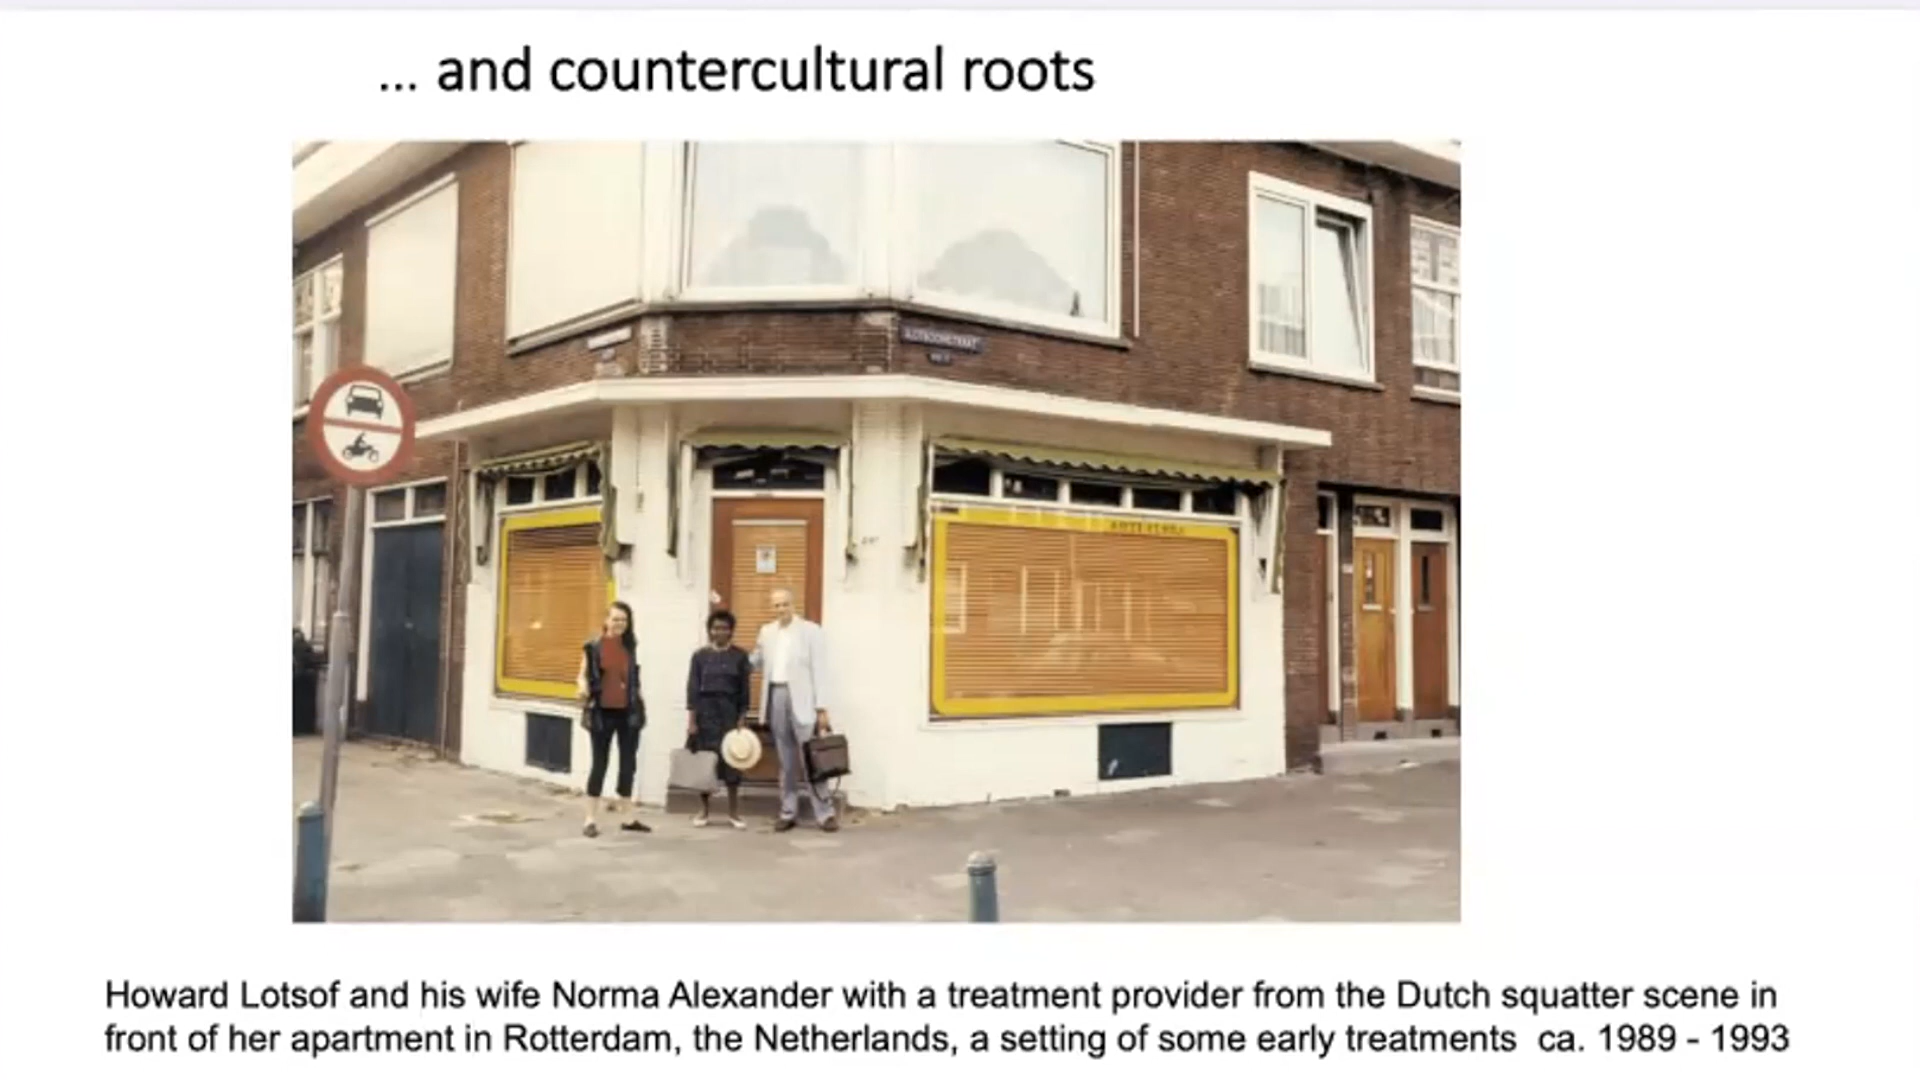 ... and countercultural roots
Howard Lotsof and his wife Norma Alexander with a treatment provider from the Dutch squatter scene in
front of her apartment in Rotterdam, the Netherlands, a setting of some early treatments ca. 1989 - 1993